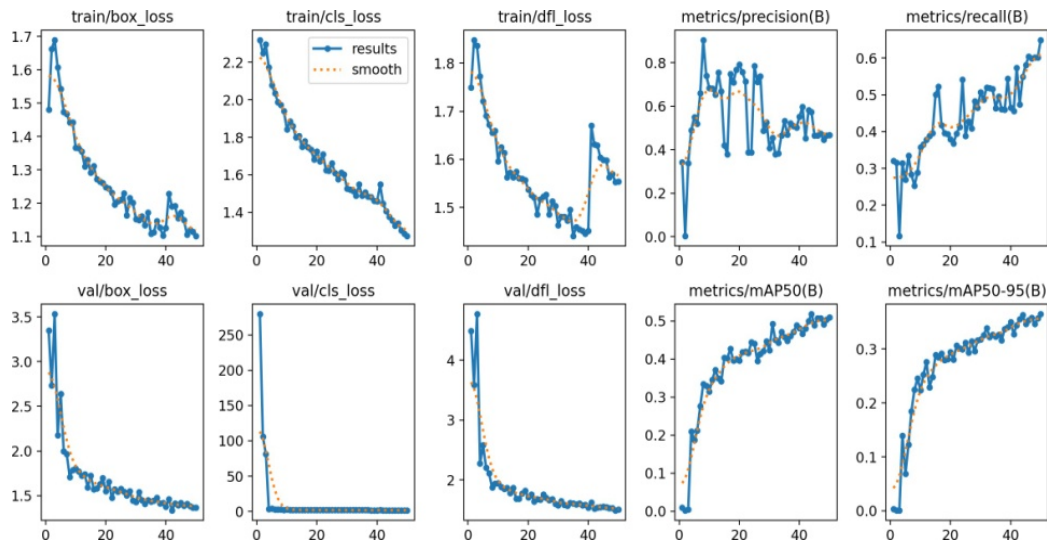 train/box_loss
train/cls_loss
train/dfl_loss
metrics/precision(B)
metrics/recall(B)
results
smooth
1.7
1.6
1.5
1.4
1.3
1.2
1.1
0 20 40
2.2
2.0
1.8
1.6
1.4
0 20 40
1.8
1.7
1.6
1.5
0 20 40
0.8
0.6
0.4
0.2
0.0
0 20 40
0.6
0.5
0.4
0.3
0.2
0.1
0 20 40
val/box_loss
val/cls_loss
val/dfl_loss
metrics/mAP50(B)
metrics/mAP50-95(B)
3.5
3.0
2.5
2.0
1.5
0 20 40
250
200
150
100
50
0
0 20 40
4
3
2
0 20 40
0.5
0.4
0.3
0.2
0.1
0.0
0 20 40
0.3
0.2
0.1
0.0
0 20 40